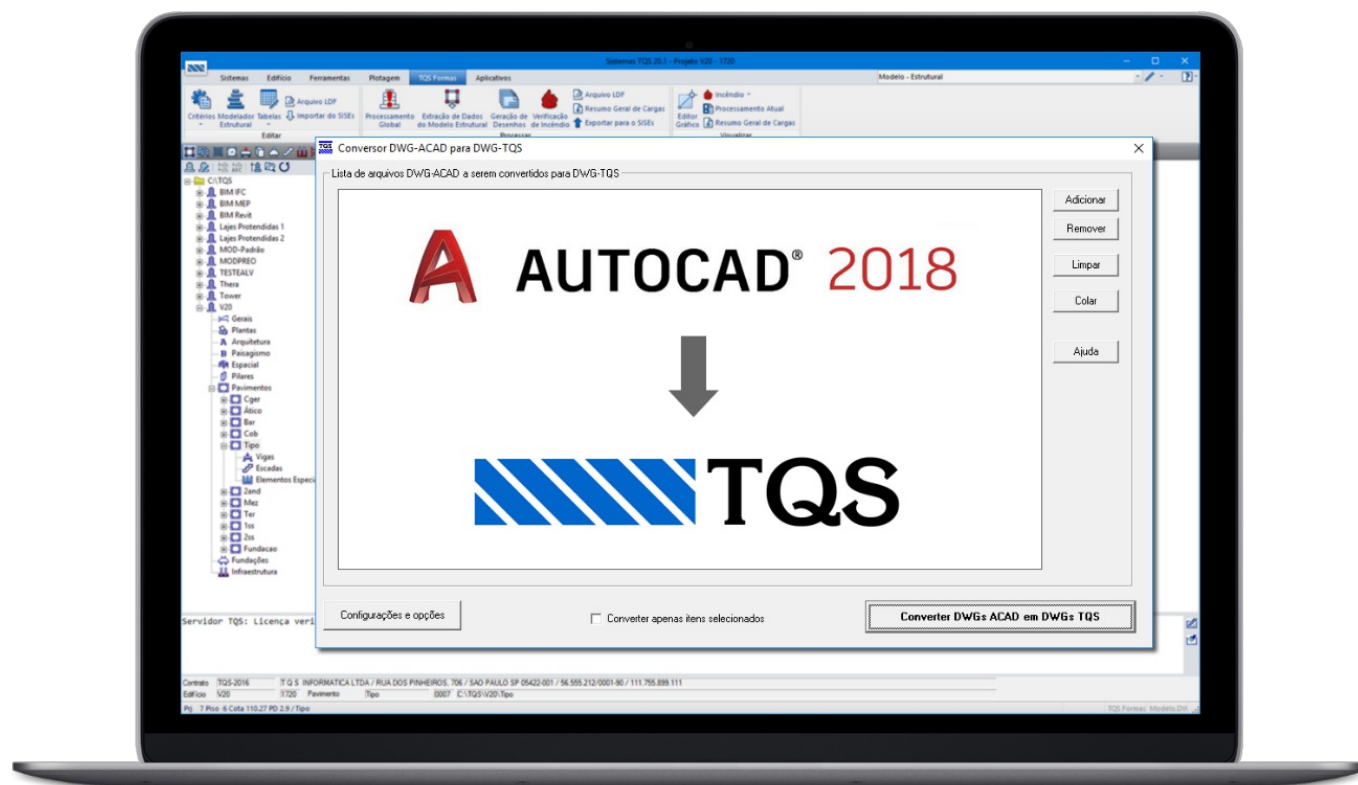 Sistemas TQS 20.1 - Projeto V20 - 1720
Sistemas Edifício Ferramentas Plotagem TQS Formas Aplicativos Modelo - Estrutural
Critérios Modelador Estrutural Tabelas Arquivo LDF Importar do SISEs
Processamento Global Extração de Dados do Modelo Estrutural Geração de Desenhos Verificação de Incêndio Arquivo LDF Resumo Geral de Cargas Exportar para o SISEs
Editor Gráfico Incêndio Processamento Atual Resumo Geral de Cargas
Editar Processar Visualizar
TQS Conversor DWG-ACAD para DWG-TQS
Lista de arquivos DWG-ACAD a serem convertidos para DWG-TQS
AUTOCAD® 2018
TQS
Adicionar
Remover
Limpar
Colar
Ajuda
Configurações e opções
Converter apenas itens selecionados
Converter DWGs ACAD em DWGs TQS
C:\TQS
BIM IFC
BIM MEP
BIM Revit
Lajes Protendidas 1
Lajes Protendidas 2
MOD-Padrão
MODPREO
TESTEALV
Thera
Tower
V20
Gerais
Plantas
Arquitetura
Paisagismo
Espacial
Pilares
Pavimentos
Cger
Ático
Bar
Cob
Tipo
Vigas
Escadas
Elementos Especi
2and
Mez
Ter
1ss
2ss
Fundacao
Fundações
Infraestrutura
Servidor TQS: Licença veri
Contrato TQS-2016 T Q S INFORMATICA LTDA / RUA DOS PINHEIROS, 706 / SAO PAULO SP 05422-001 / 56.555.212/0001-90 / 111.755.899.111
Edifício V20 1720 Pavimento Tipo 0007 C:\TQS\V20\Tipo
Prj 7 Piso 6 Cota 110.27 PD 2.9 /Tipo TQS Formas Modelo.DW